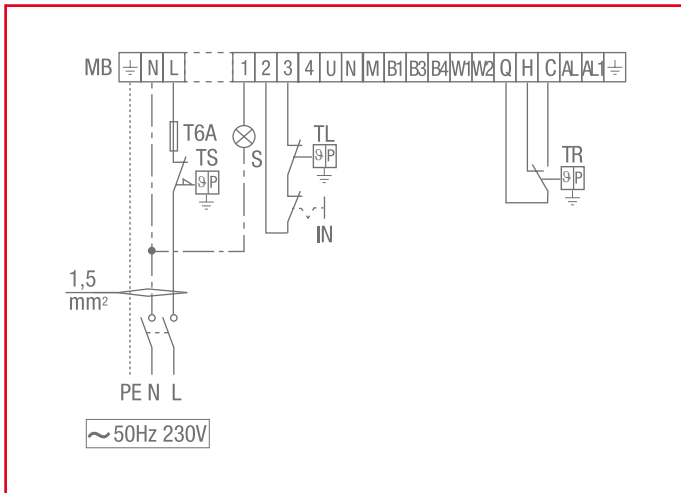 MB N L 1 2 3 4 U N M B1 B3 B4 W1 W2 Q H C AL AL1
T6A
TS
ϑ P
S
TL
ϑ P
IN
TR
ϑ P
1,5
mm²
PE N L
~ 50Hz 230V